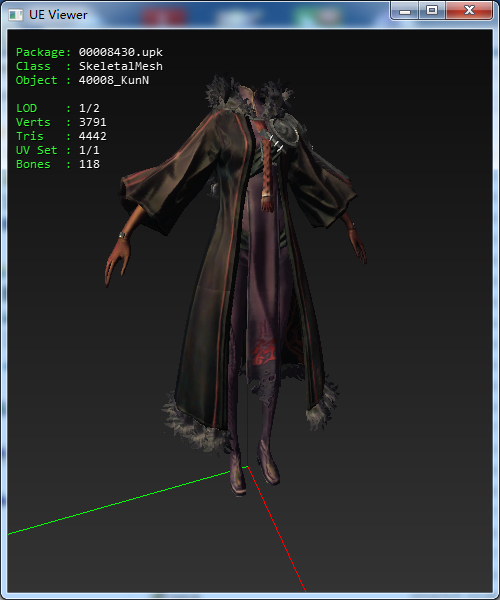 UE Viewer
Package: 00008430.upk
Class : SkeletalMesh
Object : 40008_KunN
LOD : 1/2
Verts : 3791
Tris : 4442
UV Set : 1/1
Bones : 118